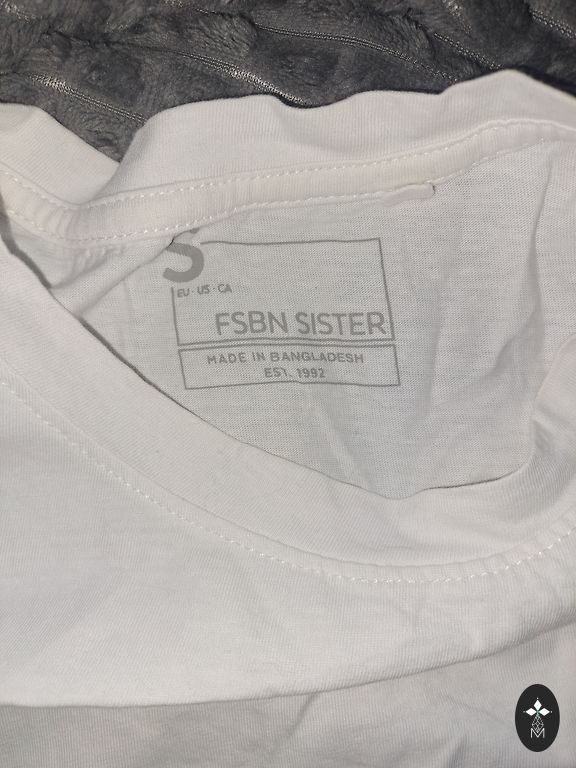 S
EU · US · CA
FSBN SISTER
MADE IN BANGLADESH
EST. 1992